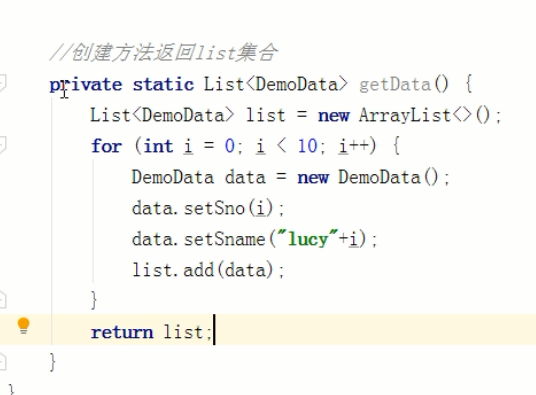 //创建方法返回list集合
private static List<DemoData> getData() {
List<DemoData> list = new ArrayList<>();
for (int i = 0; i < 10; i++) {
DemoData data = new DemoData();
data.setSno(i);
data.setSname("lucy"+i);
list.add(data);
}
return list;
}
}